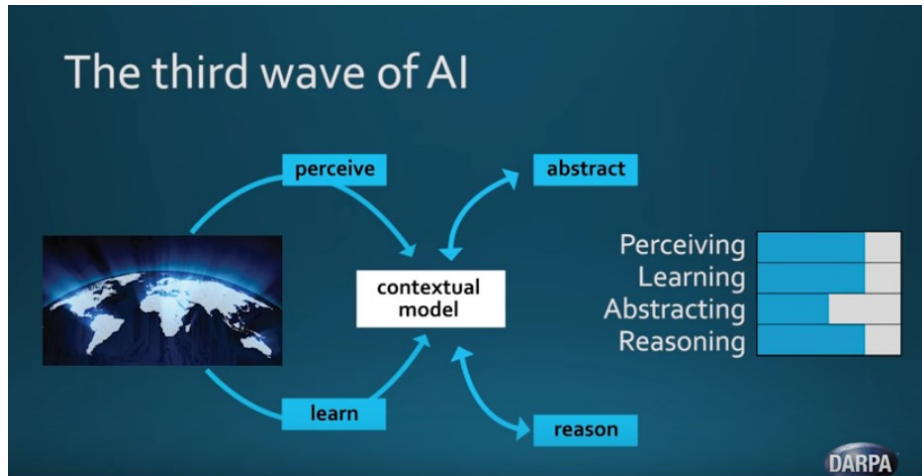 The third wave of AI
perceive
abstract
contextual
model
learn
reason
Perceiving
Learning
Abstracting
Reasoning
DARPA